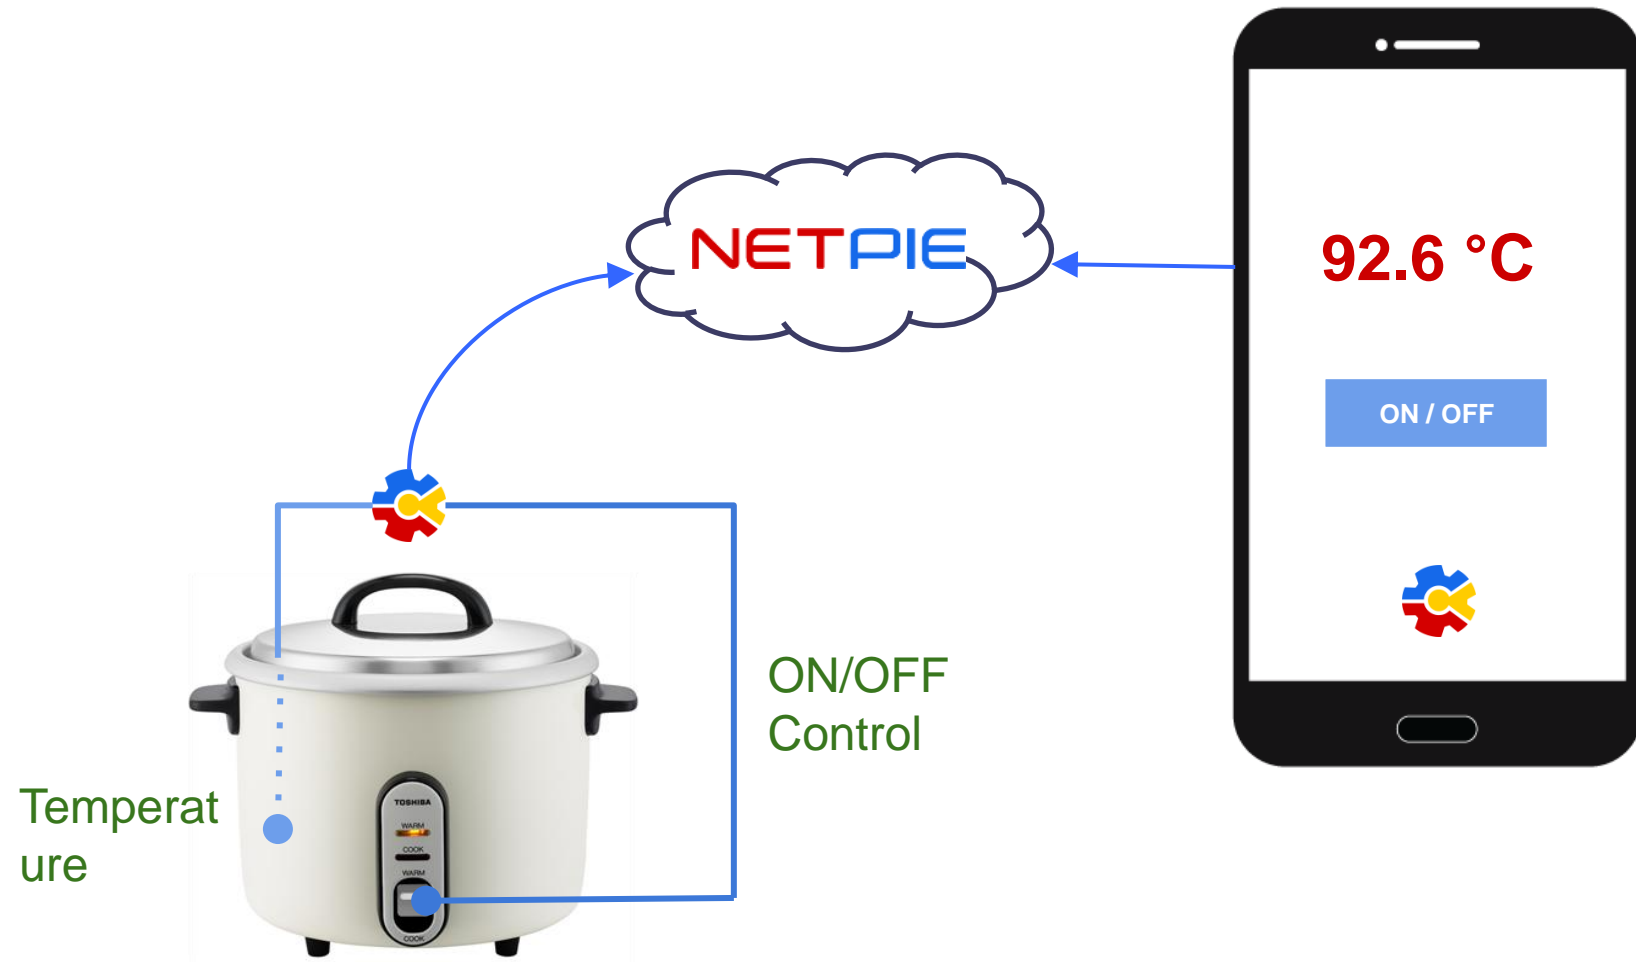 NETPIE
92.6 °C
ON / OFF
ON/OFF
Control
Temperat
ure
TOSHIBA
WARM
COOK
WARM
COOK